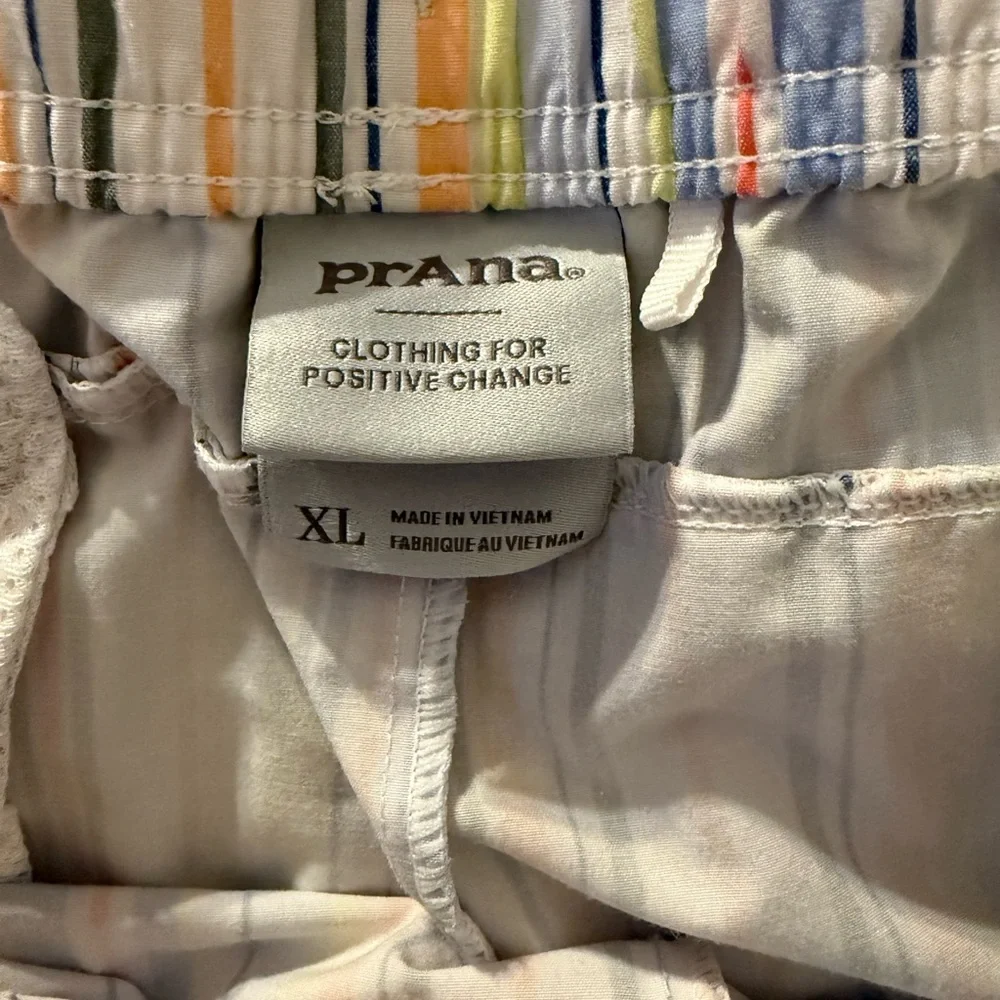 prAna®
CLOTHING FOR
POSITIVE CHANGE
XL
MADE IN VIETNAM
FABRIQUE AU VIETNAM